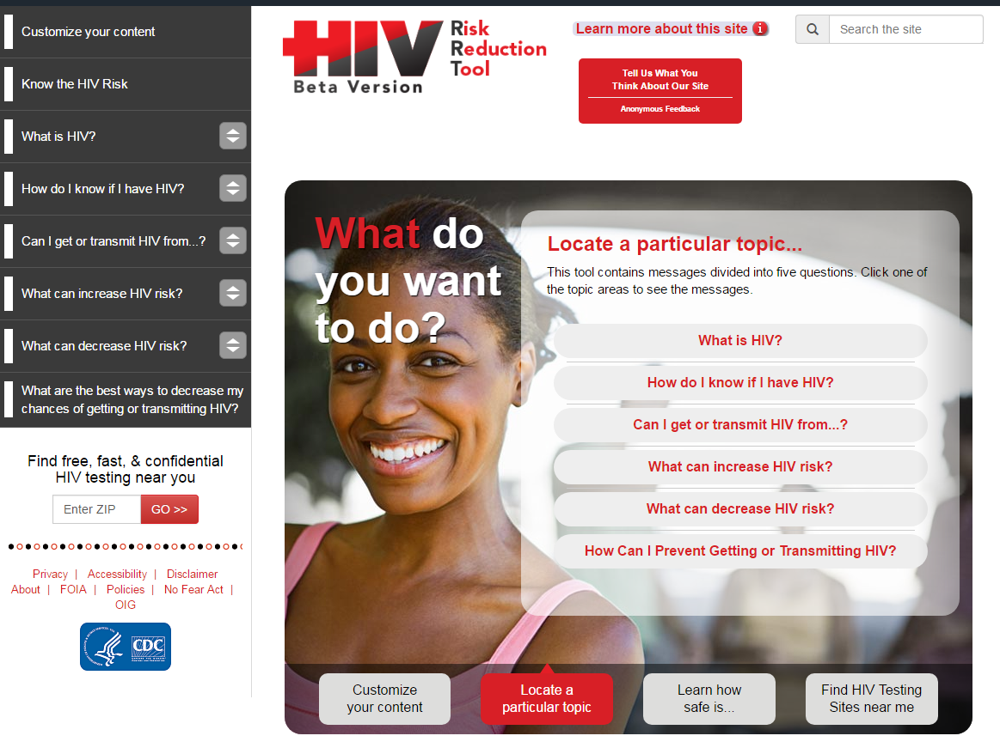 Customize your content
Know the HIV Risk
What is HIV?
How do I know if I have HIV?
Can I get or transmit HIV from...?
What can increase HIV risk?
What can decrease HIV risk?
What are the best ways to decrease my
chances of getting or transmitting HIV?
Find free, fast, & confidential
HIV testing near you
Enter ZIP
GO >>
Privacy | Accessibility | Disclaimer
About | FOIA | Policies | No Fear Act |
OIG
CDC
HIV
Risk
Reduction
Tool
Beta Version
Learn more about this site i
Search the site
Tell Us What You
Think About Our Site
Anonymous Feedback
What do
you want
to do?
Locate a particular topic...
This tool contains messages divided into five questions. Click one of
the topic areas to see the messages.
What is HIV?
How do I know if I have HIV?
Can I get or transmit HIV from...?
What can increase HIV risk?
What can decrease HIV risk?
How Can I Prevent Getting or Transmitting HIV?
Customize
your content
Locate a
particular topic
Learn how
safe is...
Find HIV Testing
Sites near me